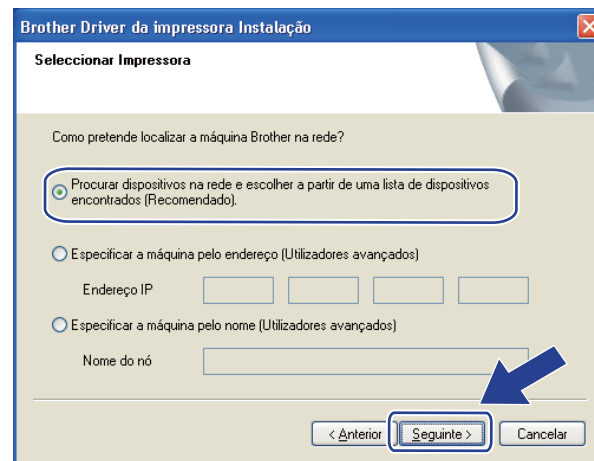 Brother Driver da impressora Instalação
Seleccionar Impressora
Como pretende localizar a máquina Brother na rede?
Procurar dispositivos na rede e escolher a partir de uma lista de dispositivos
encontrados (Recomendado).
Especificar a máquina pelo endereço (Utilizadores avançados)
Endereço IP
Especificar a máquina pelo nome (Utilizadores avançados)
Nome do nó
< Anterior Seguinte > Cancelar